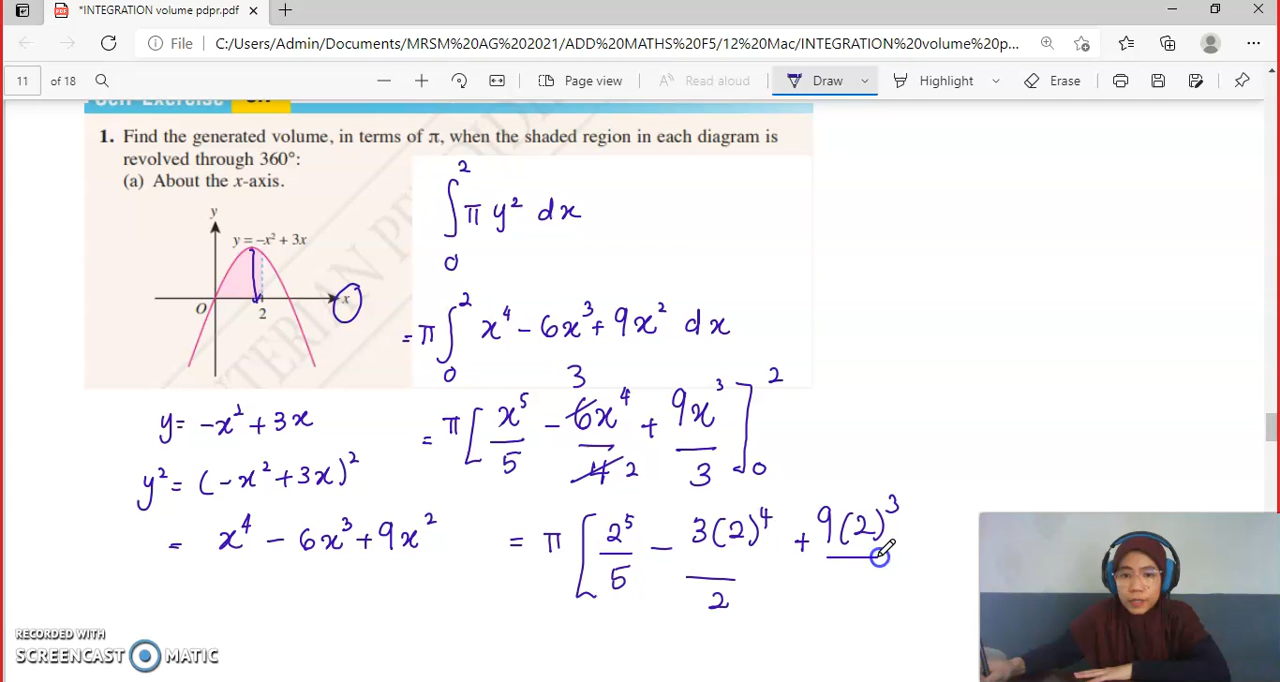 *INTEGRATION volume pdpr.pdf
File C:/Users/Admin/Documents/MRSM%20AG%202021/ADD%20MATHS%20F5/12%20Mac/INTEGRATION%20volume%20p...
11 of 18 Page view Read aloud Draw Highlight Erase
Self-Exercise
1. Find the generated volume, in terms of π, when the shaded region in each diagram is
revolved through 360°:
(a) About the x-axis.
y
y = –x² + 3x
O
2
x
∫₀² π y² dx
= π ∫₀² x⁴ - 6x³ + 9x² dx
= π [x⁵/5 - 6x⁴/4 + 9x³/3]₀²
3
2
y = -x² + 3x
y² = (-x² + 3x)²
= x⁴ - 6x³ + 9x²
= π [2⁵/5 - 3(2)⁴/2 + 9(2)³
RECORDED WITH
SCREENCAST MATIC